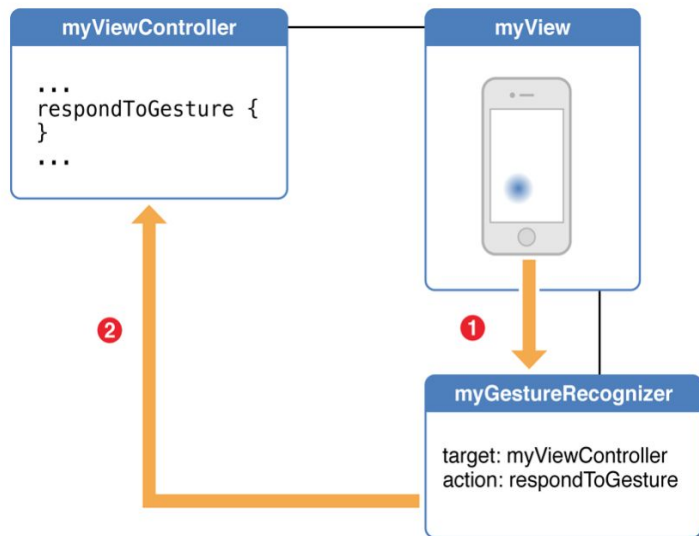 myViewController
...
respondToGesture {
}
...
myView
2
1
myGestureRecognizer
target: myViewController
action: respondToGesture